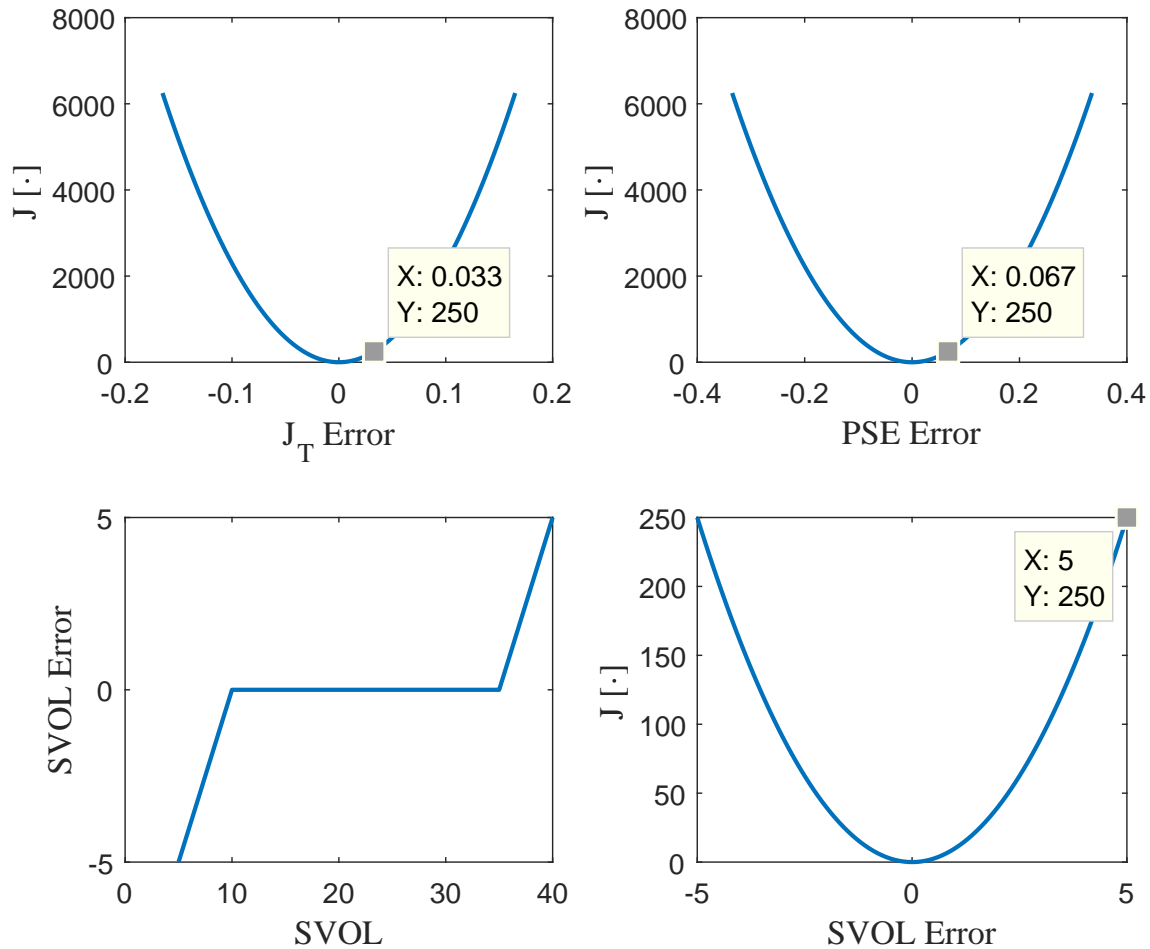 8000
6000
4000
2000
0
J [·]
-0.2
-0.1
0
0.1
0.2
J_T Error
X: 0.033
Y: 250
8000
6000
4000
2000
0
J [·]
-0.4
-0.2
0
0.2
0.4
PSE Error
X: 0.067
Y: 250
5
0
-5
SVOL Error
0
10
20
30
40
SVOL
250
200
150
100
50
0
J [·]
-5
0
5
SVOL Error
X: 5
Y: 250